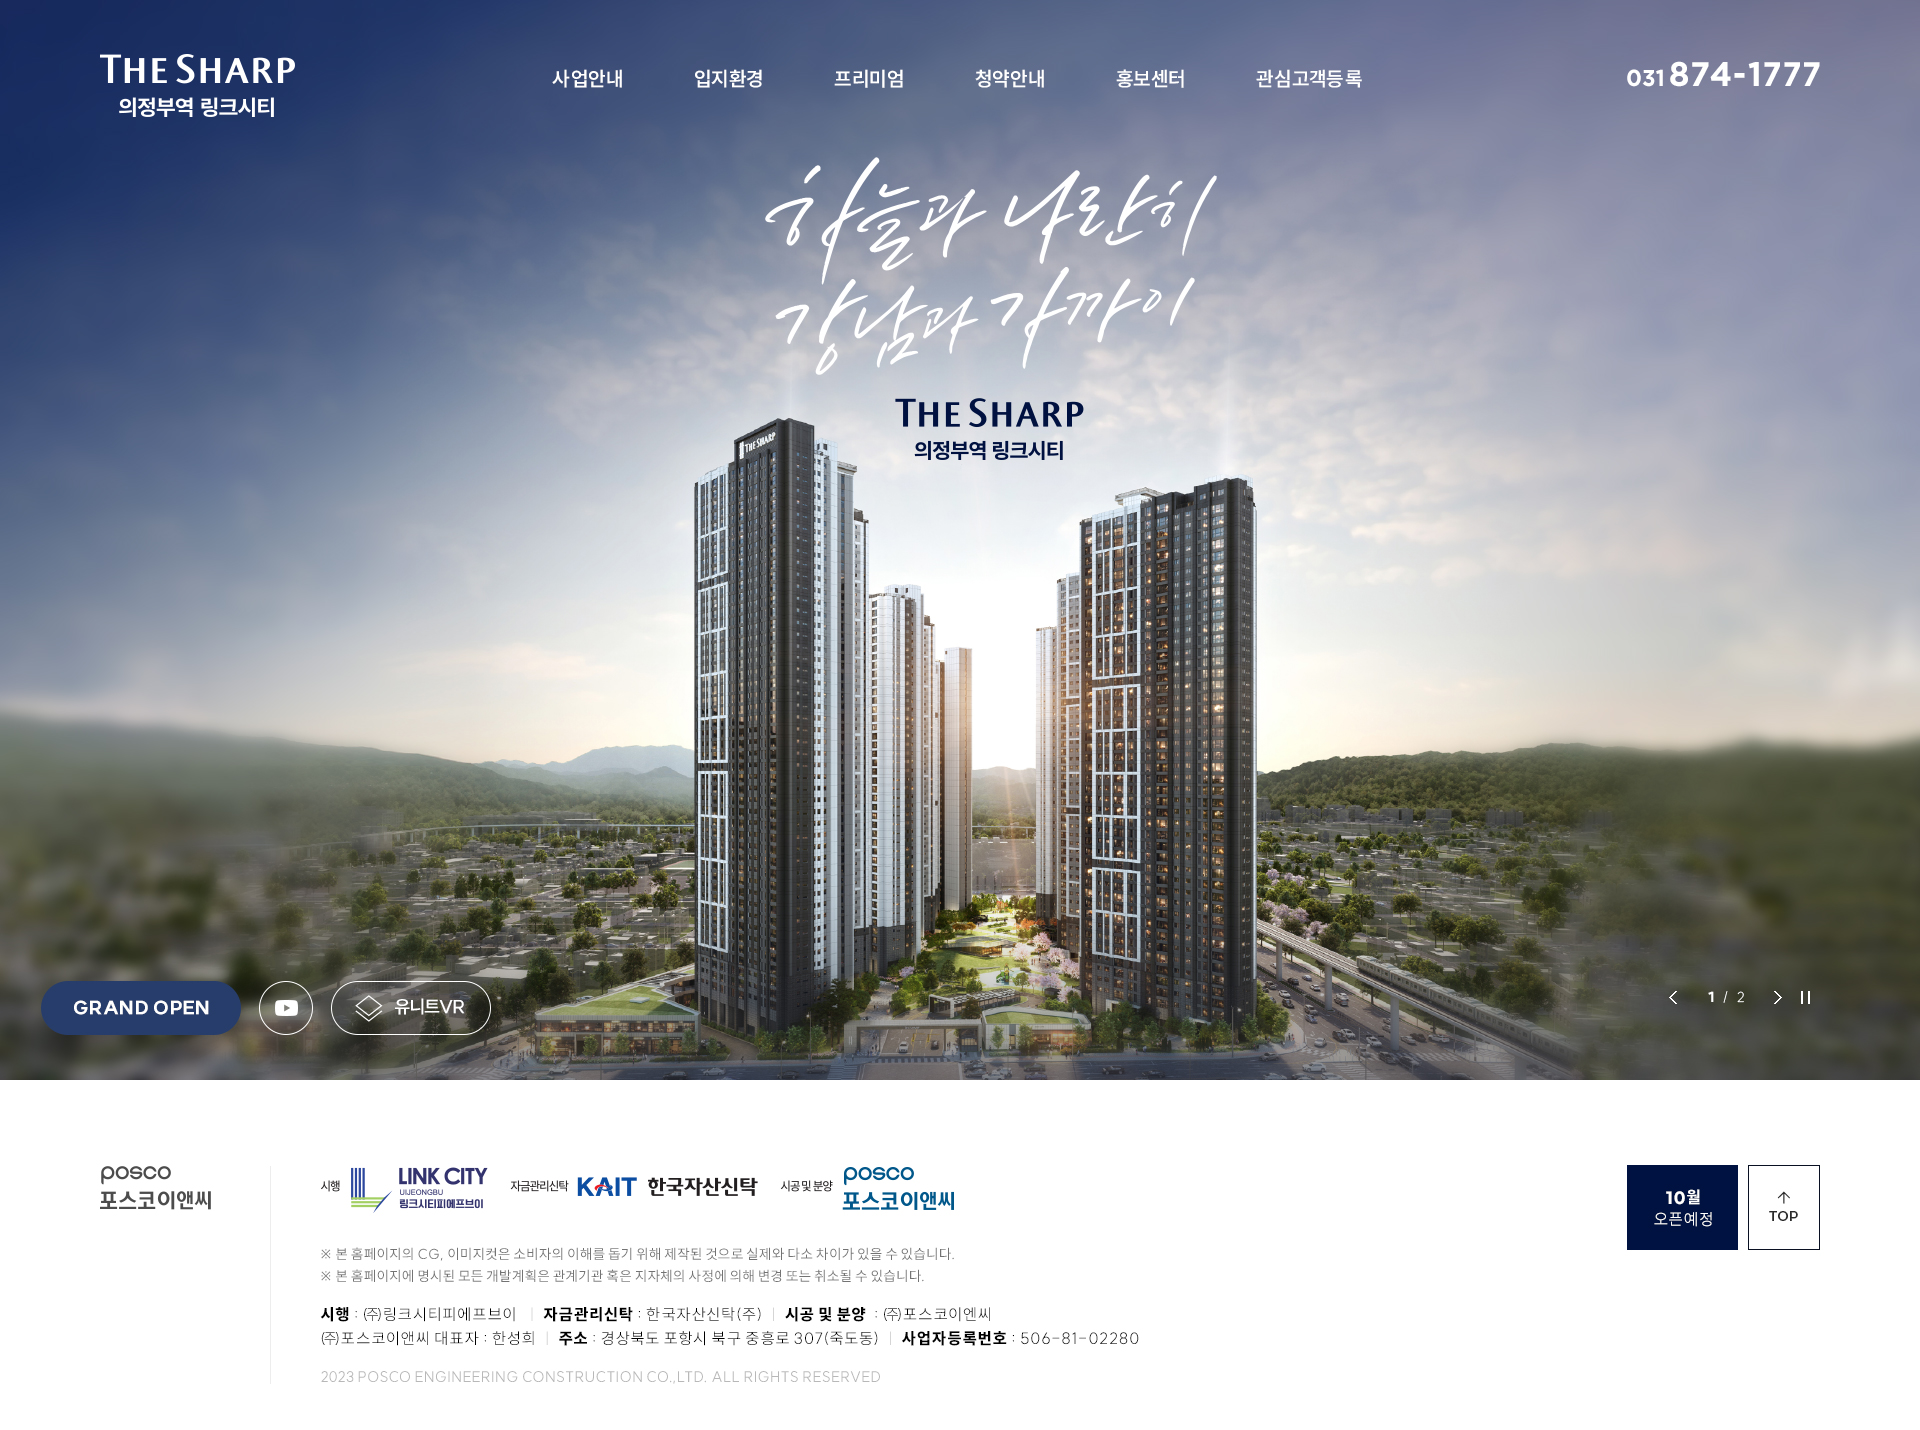 THE SHARP
의정부역 링크시티
사업안내 입지환경 프리미엄 청약안내 홍보센터 관심고객등록
031 874-1777
하늘과 나란히
강남과 가까이
THE SHARP
의정부역 링크시티
THE SHARP
GRAND OPEN
유니트VR
1 / 2
posco
포스코이앤씨
시행
LINK CITY
UIJEONGBU
링크시티피에프브이
자금관리신탁
KAIT 한국자산신탁
시공 및 분양
posco
포스코이앤씨
10월
오픈예정
TOP
※ 본 홈페이지의 CG, 이미지컷은 소비자의 이해를 돕기 위해 제작된 것으로 실제와 다소 차이가 있을 수 있습니다.
※ 본 홈페이지에 명시된 모든 개발계획은 관계기관 혹은 지자체의 사정에 의해 변경 또는 취소될 수 있습니다.
시행 : ㈜링크시티피에프브이 | 자금관리신탁 : 한국자산신탁(주) | 시공 및 분양 : ㈜포스코이엔씨
㈜포스코이앤씨 대표자 : 한성희 | 주소 : 경상북도 포항시 북구 중흥로 307(죽도동) | 사업자등록번호 : 506-81-02280
2023 POSCO ENGINEERING CONSTRUCTION CO.,LTD. ALL RIGHTS RESERVED